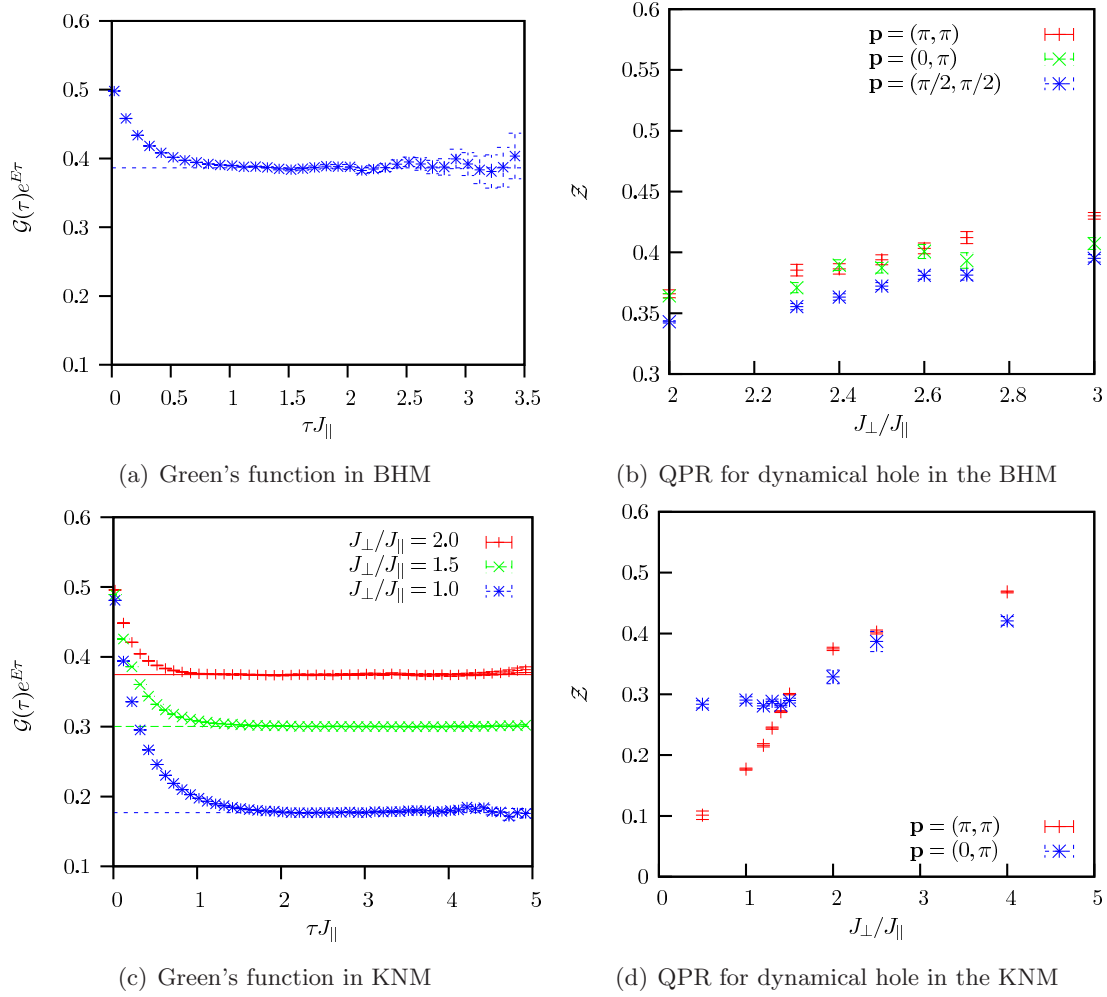 0.6
0.5
0.4
0.3
0.2
0.1
0
0.5
1
1.5
2
2.5
3
3.5
𝒢(τ)e^{Eτ}
τJ_{||}
(a) Green's function in BHM
0.6
0.55
0.5
0.45
0.4
0.35
0.3
2
2.2
2.4
2.6
2.8
3
𝒵
J_⊥/J_{||}
p = (π, π)
p = (0, π)
p = (π/2, π/2)
(b) QPR for dynamical hole in the BHM
0.6
0.5
0.4
0.3
0.2
0.1
0
1
2
3
4
5
𝒢(τ)e^{Eτ}
τJ_{||}
J_⊥/J_{||} = 2.0
J_⊥/J_{||} = 1.5
J_⊥/J_{||} = 1.0
(c) Green's function in KNM
0.6
0.5
0.4
0.3
0.2
0.1
0
0
1
2
3
4
5
𝒵
J_⊥/J_{||}
p = (π, π)
p = (0, π)
(d) QPR for dynamical hole in the KNM